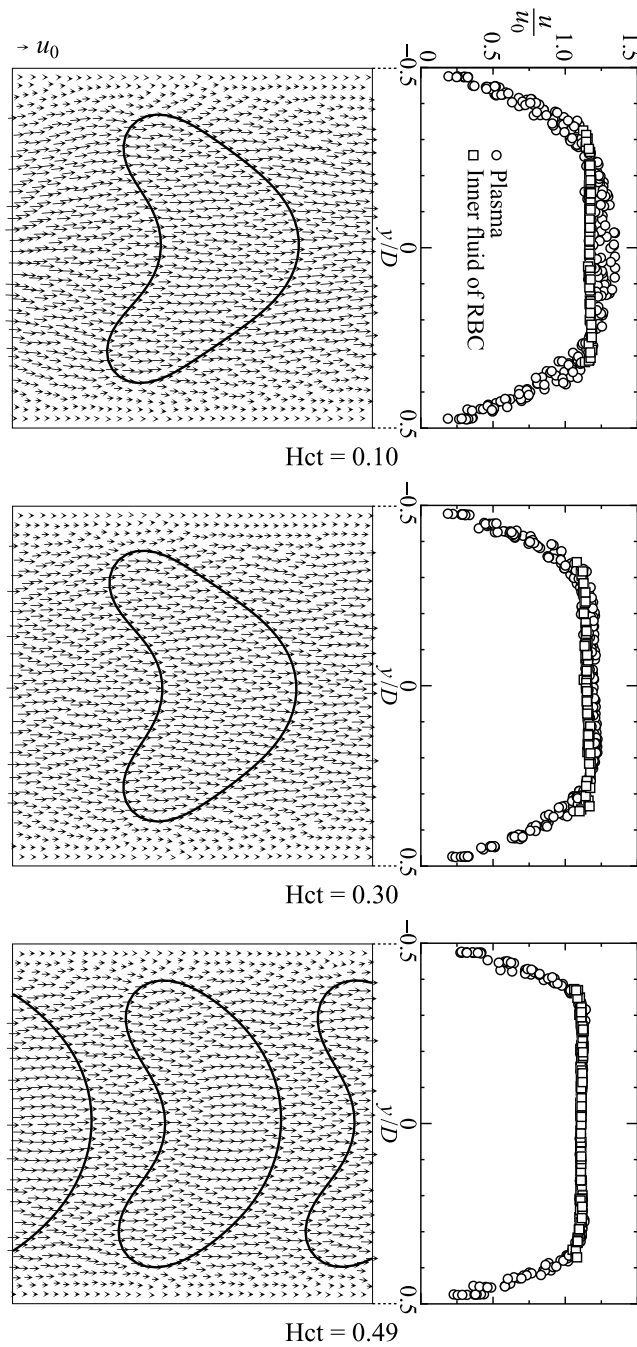 → u₀
u/u₀
0 0.5 1.0 1.5
−0.5
0
0.5
y/D
○ Plasma
□ Inner fluid of RBC
Hct = 0.10
−0.5
0
0.5
y/D
Hct = 0.30
−0.5
0
0.5
y/D
Hct = 0.49